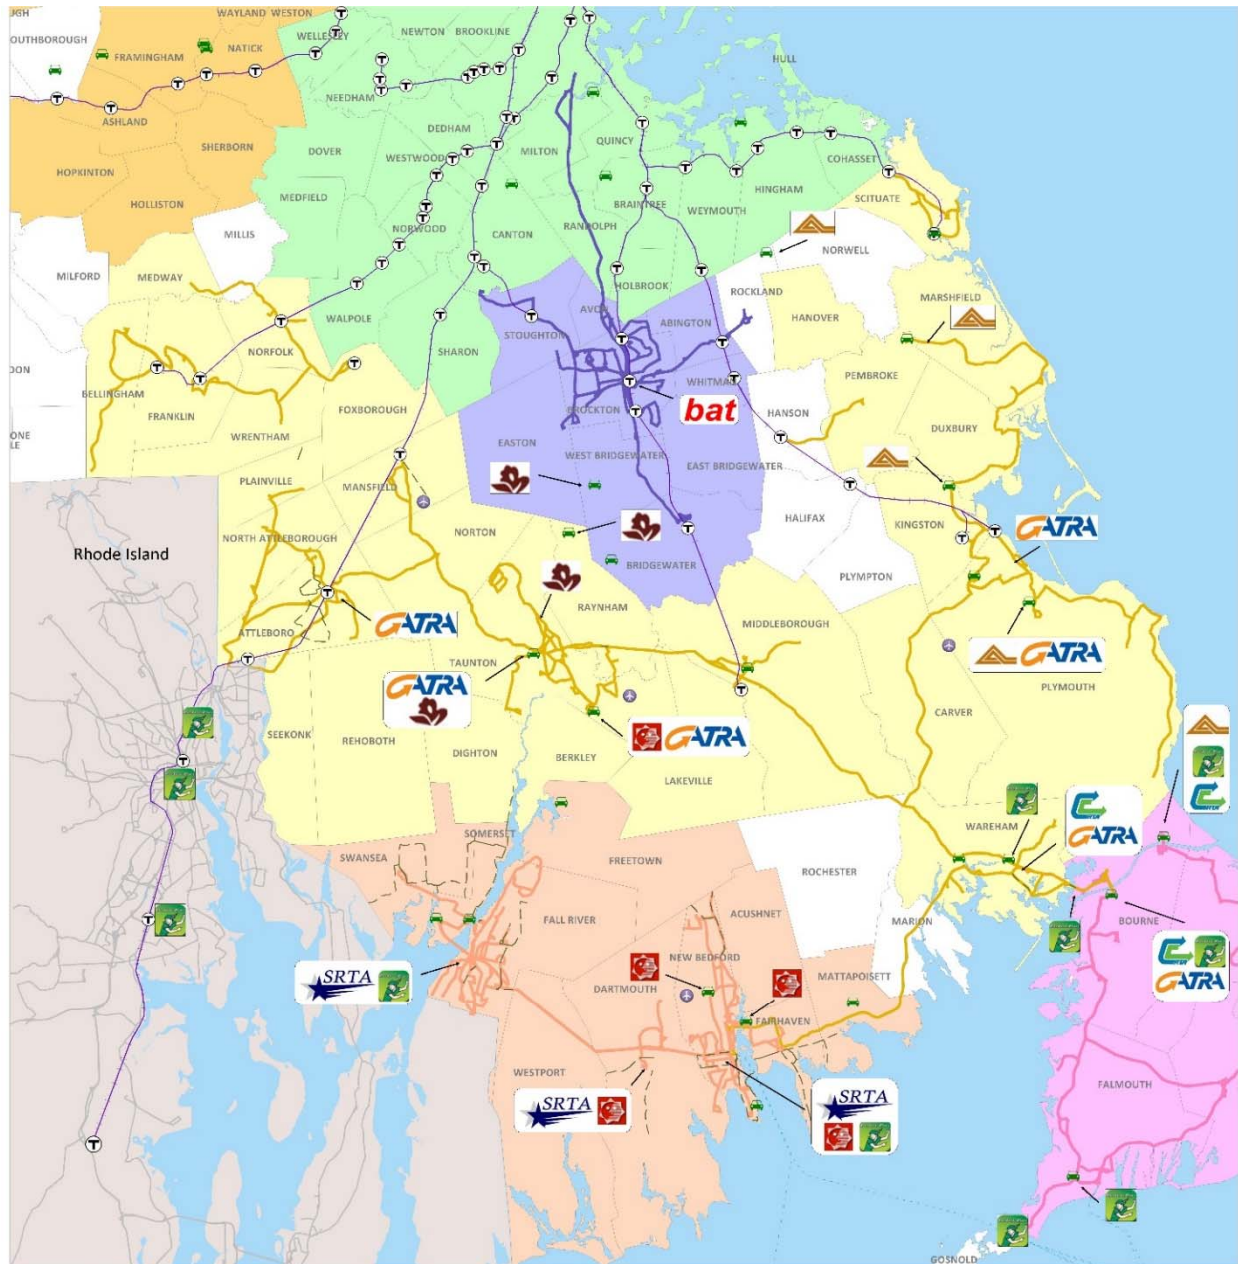 UGH
WAYLAND
WESTON
OUTHBOROUGH
FRAMINGHAM
NATICK
WELLESLEY
NEWTON
BROOKLINE
HULL
NEEDHAM
ASHLAND
SHERBORN
DOVER
DEDHAM
WESTWOOD
MILTON
QUINCY
COHASSET
HOPKINTON
HOLLISTON
MEDFIELD
NORWOOD
CANTON
RANDOLPH
BRAINTREE
WEYMOUTH
HINGHAM
SCITUATE
MILLIS
NORWELL
MILFORD
MEDWAY
WALPOLE
SHARON
STOUGHTON
AVON
HOLBROOK
ABINGTON
ROCKLAND
HANOVER
MARSHFIELD
NORFOLK
DON
BELLINGHAM
FRANKLIN
WRENTHAM
FOXBOROUGH
BROCKTON
WHITMAN
bat
HANSON
PEMBROKE
DUXBURY
ONE
LE
EASTON
WEST BRIDGEWATER
EAST BRIDGEWATER
PLAINVILLE
MANSFIELD
HALIFAX
KINGSTON
Rhode Island
NORTH ATTLEBOROUGH
NORTON
BRIDGEWATER
PLYMPTON
GATRA
RAYNHAM
MIDDLEBOROUGH
ATTLEBORO
GATRA
TAUNTON
GATRA
GATRA
PLYMOUTH
SEEKONK
REHOBOTH
DIGHTON
BERKLEY
GATRA
LAKEVILLE
CARVER
WAREHAM
GATRA
SWANSEA
SOMERSET
FREETOWN
ROCHESTER
FALL RIVER
ACUSHNET
MARION
BOURNE
NEW BEDFORD
MATTAPOISETT
SRTA
DARTMOUTH
FAIRHAVEN
GATRA
WESTPORT
SRTA
SRTA
FALMOUTH
GOSNOLD
T